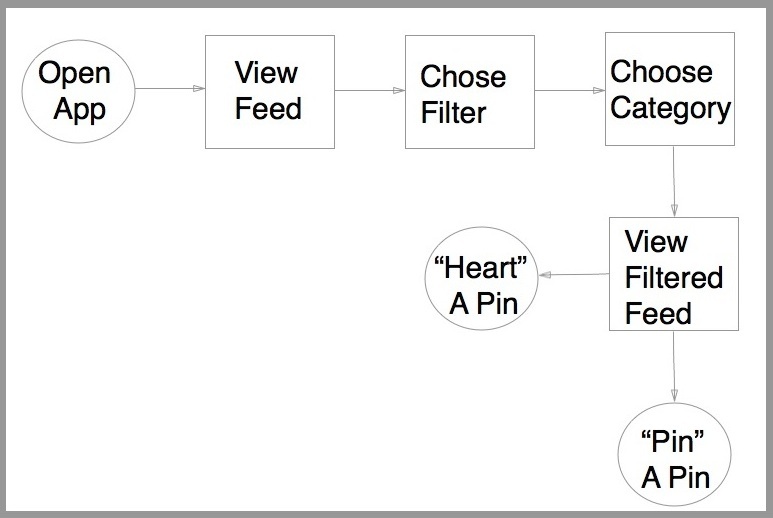 Open
App
View
Feed
Chose
Filter
Choose
Category
“Heart”
A Pin
View
Filtered
Feed
“Pin”
A Pin